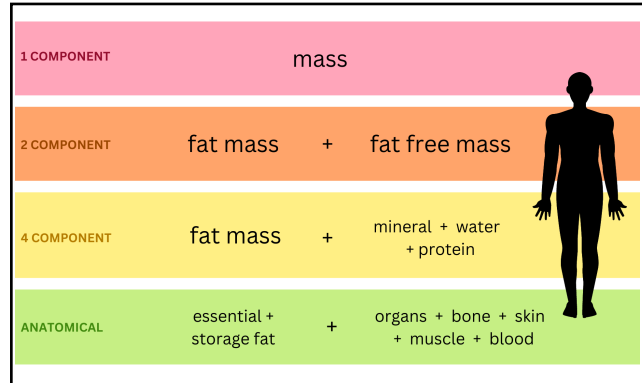 1 COMPONENT
mass
2 COMPONENT
fat mass + fat free mass
4 COMPONENT
fat mass + mineral + water
+ protein
ANATOMICAL
essential +
storage fat
+
organs + bone + skin
+ muscle + blood